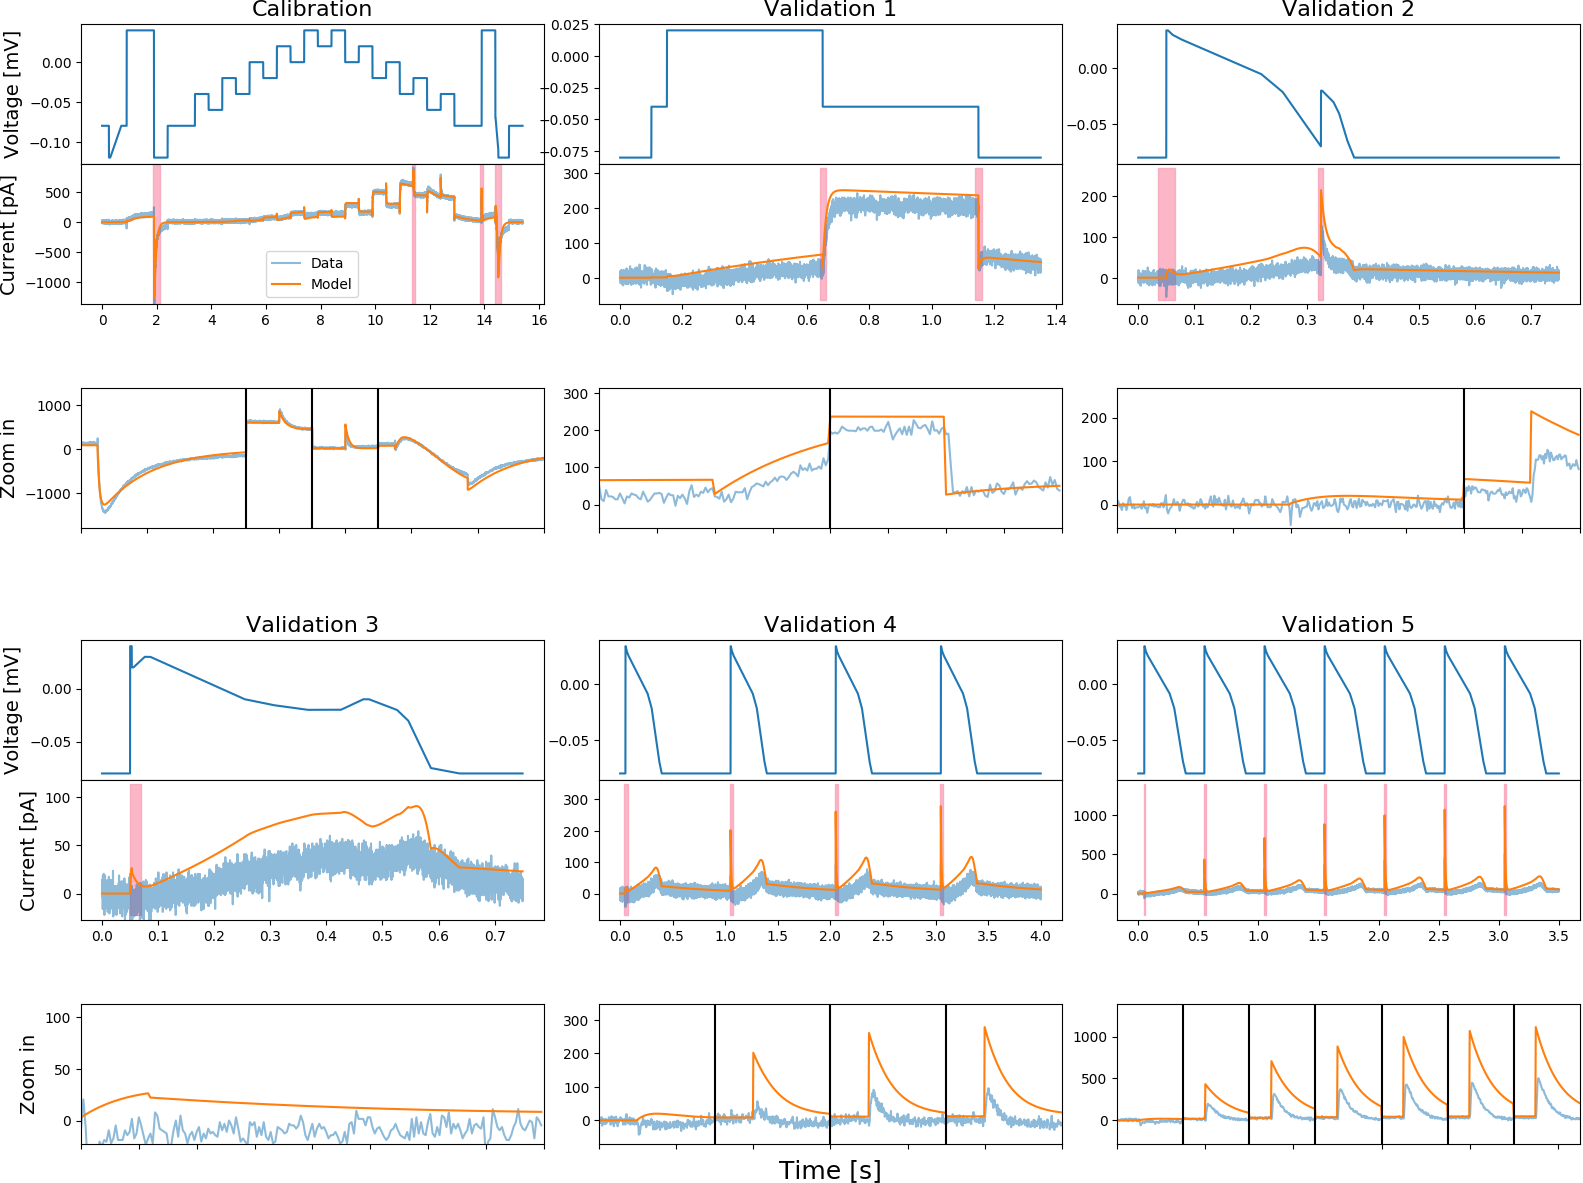 Calibration
Validation 1
Validation 2
Voltage [mV]
0.00
−0.05
−0.10
0.025
0.000
−0.025
−0.050
−0.075
0.00
−0.05
Current [pA]
500
0
−500
−1000
Data
Model
300
200
100
0
200
100
0
0 2 4 6 8 10 12 14 16
0.0 0.2 0.4 0.6 0.8 1.0 1.2 1.4
0.0 0.1 0.2 0.3 0.4 0.5 0.6 0.7
Zoom in
1000
0
−1000
300
200
100
0
200
100
0
Validation 3
Validation 4
Validation 5
Voltage [mV]
0.00
−0.05
0.00
−0.05
0.00
−0.05
Current [pA]
100
50
0
300
200
100
0
1000
500
0
0.0 0.1 0.2 0.3 0.4 0.5 0.6 0.7
0.0 0.5 1.0 1.5 2.0 2.5 3.0 3.5 4.0
0.0 0.5 1.0 1.5 2.0 2.5 3.0 3.5
Zoom in
100
50
0
300
200
100
0
1000
500
0
Time [s]